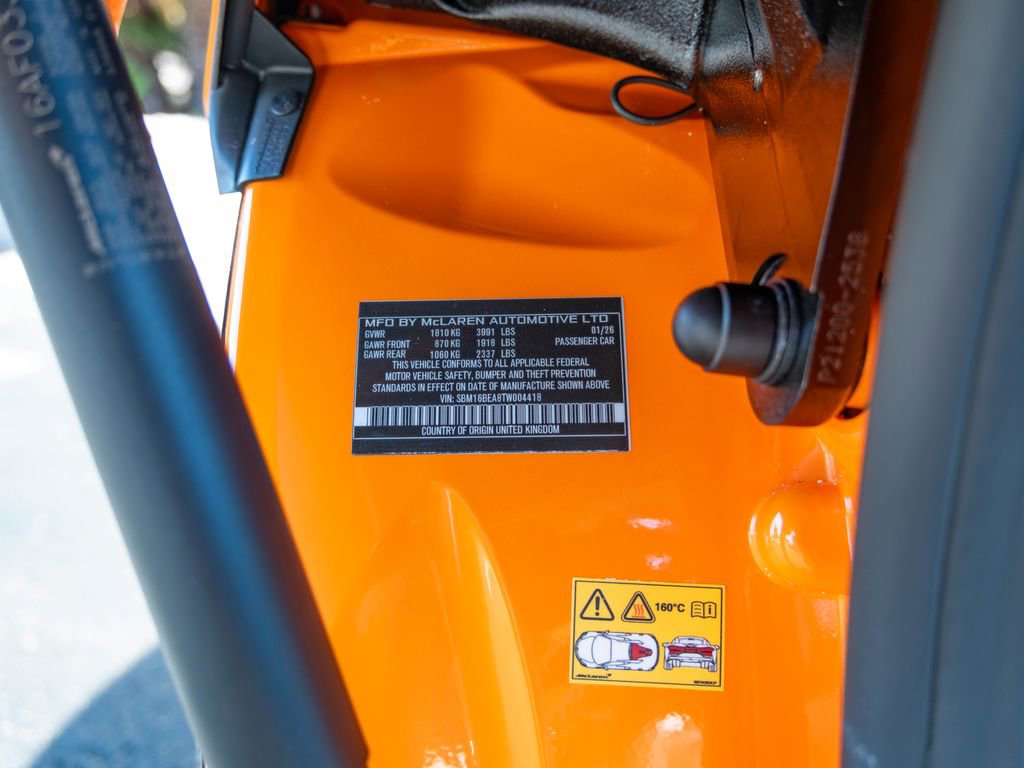 16AF03
MFD BY McLAREN AUTOMOTIVE LTD
GVWR 1810 KG 3991 LBS 01/26
GAWR FRONT 870 KG 1918 LBS PASSENGER CAR
GAWR REAR 1060 KG 2337 LBS
THIS VEHICLE CONFORMS TO ALL APPLICABLE FEDERAL
MOTOR VEHICLE SAFETY, BUMPER AND THEFT PREVENTION
STANDARDS IN EFFECT ON DATE OF MANUFACTURE SHOWN ABOVE
VIN: SBM16BEA8TW004418
COUNTRY OF ORIGIN UNITED KINGDOM
160°C
McLaren